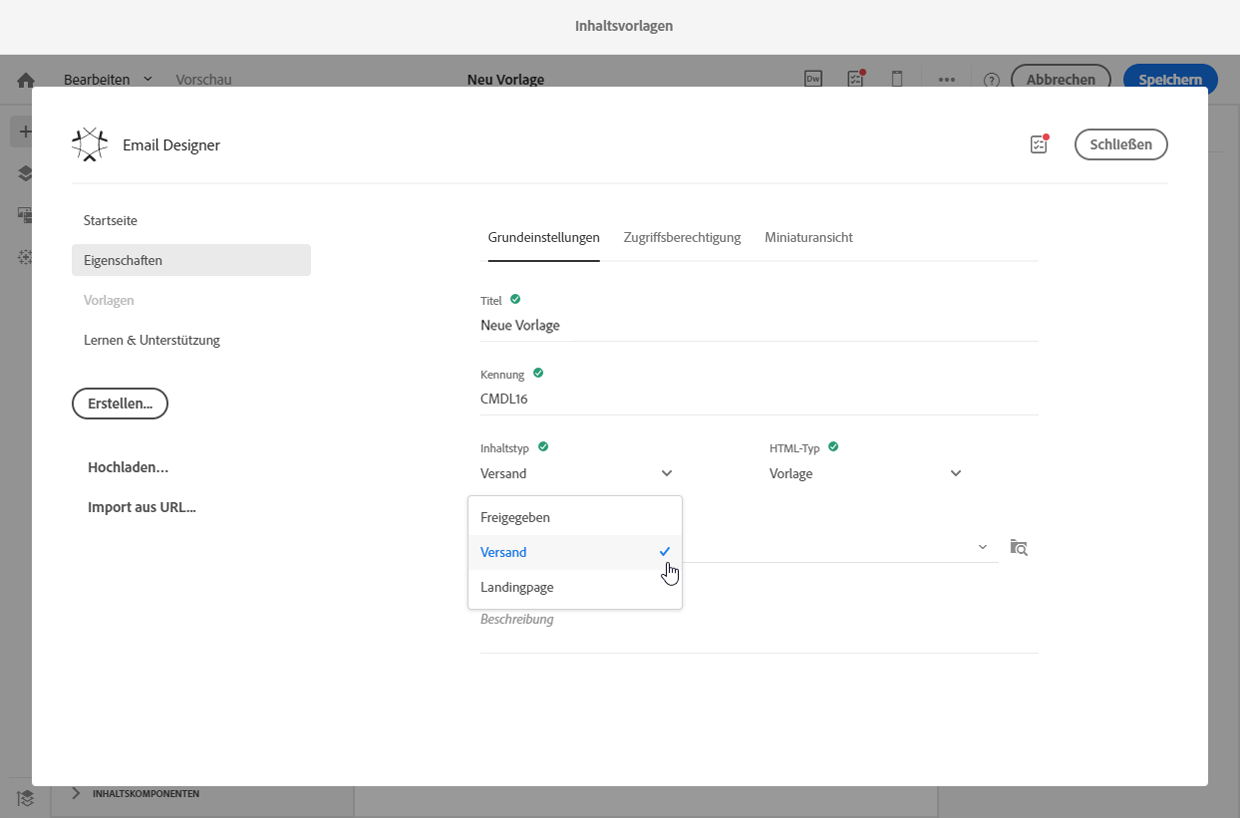 Inhaltsvorlagen
Bearbeiten Vorschau Neu Vorlage Dw ? Abbrechen Speichern
Email Designer Schließen
Startseite
Eigenschaften
Vorlagen
Lernen & Unterstützung
Erstellen...
Hochladen...
Import aus URL...
Grundeinstellungen Zugriffsberechtigung Miniaturansicht
Titel
Neue Vorlage
Kennung
CMDL16
Inhaltstyp HTML-Typ
Versand Vorlage
Freigegeben
Versand
Landingpage
Beschreibung
INHALTSKOMPONENTEN